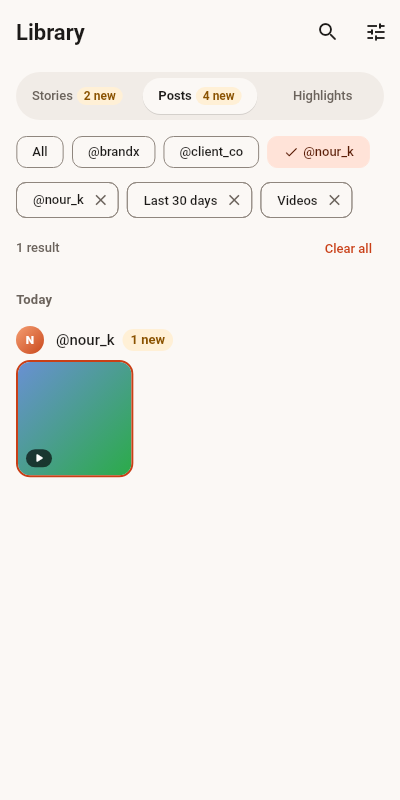 Library
Stories 2 new Posts 4 new Highlights
All @brandx @client_co @nour_k
@nour_k Last 30 days Videos
1 result Clear all
Today
N @nour_k 1 new